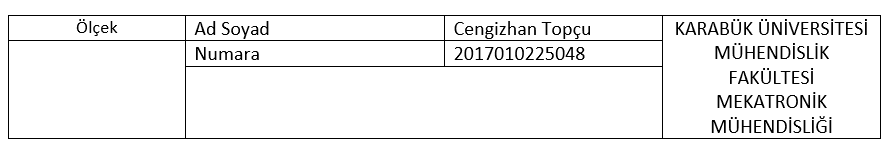 Ölçek
Ad Soyad
Cengizhan Topçu
KARABÜK ÜNİVERSİTESİ
Numara
2017010225048
MÜHENDİSLİK
FAKÜLTESİ
MEKATRONİK
MÜHENDİSLİĞİ